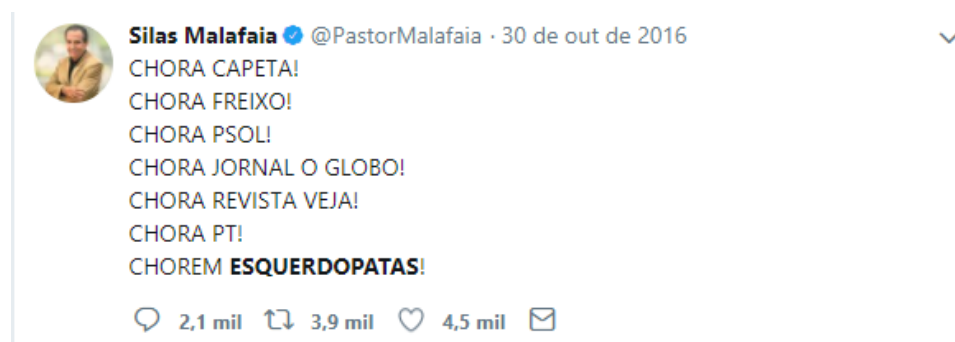 Silas Malafaia @PastorMalafaia · 30 de out de 2016
CHORA CAPETA!
CHORA FREIXO!
CHORA PSOL!
CHORA JORNAL O GLOBO!
CHORA REVISTA VEJA!
CHORA PT!
CHOREM ESQUERDOPATAS!
2,1 mil 3,9 mil 4,5 mil